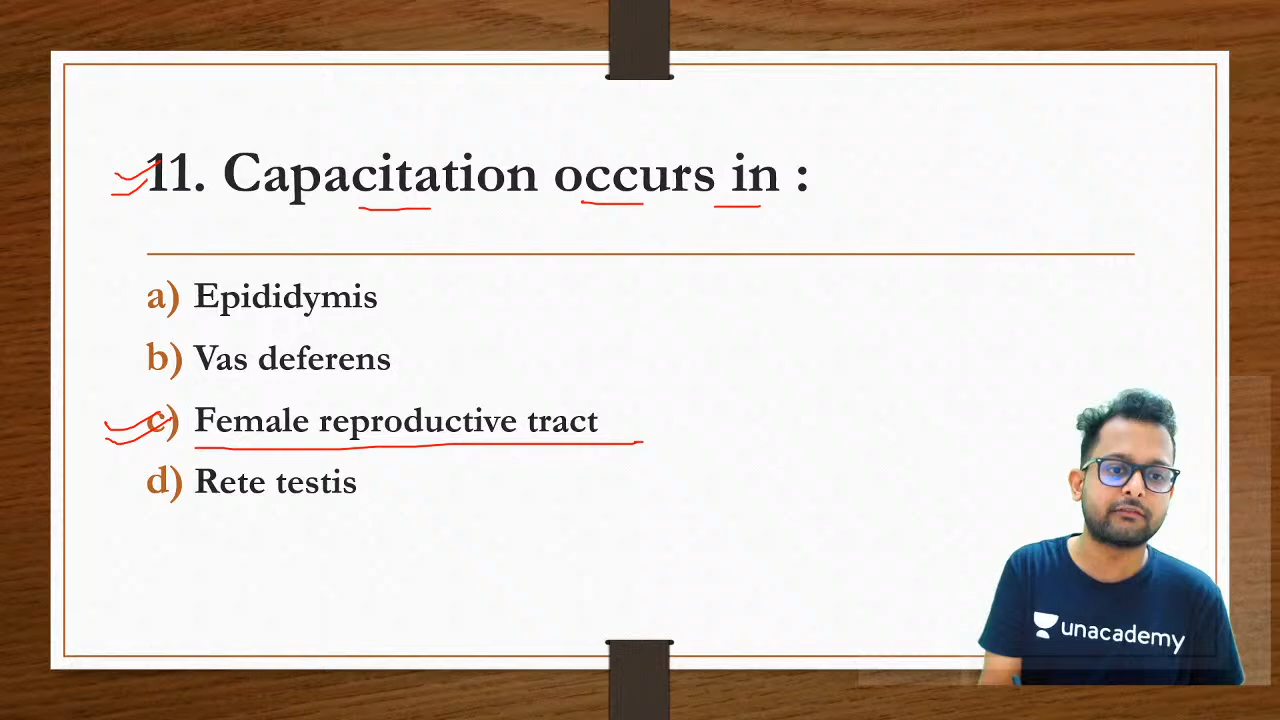 11. Capacitation occurs in :
a) Epididymis
b) Vas deferens
c) Female reproductive tract
d) Rete testis
unacademy